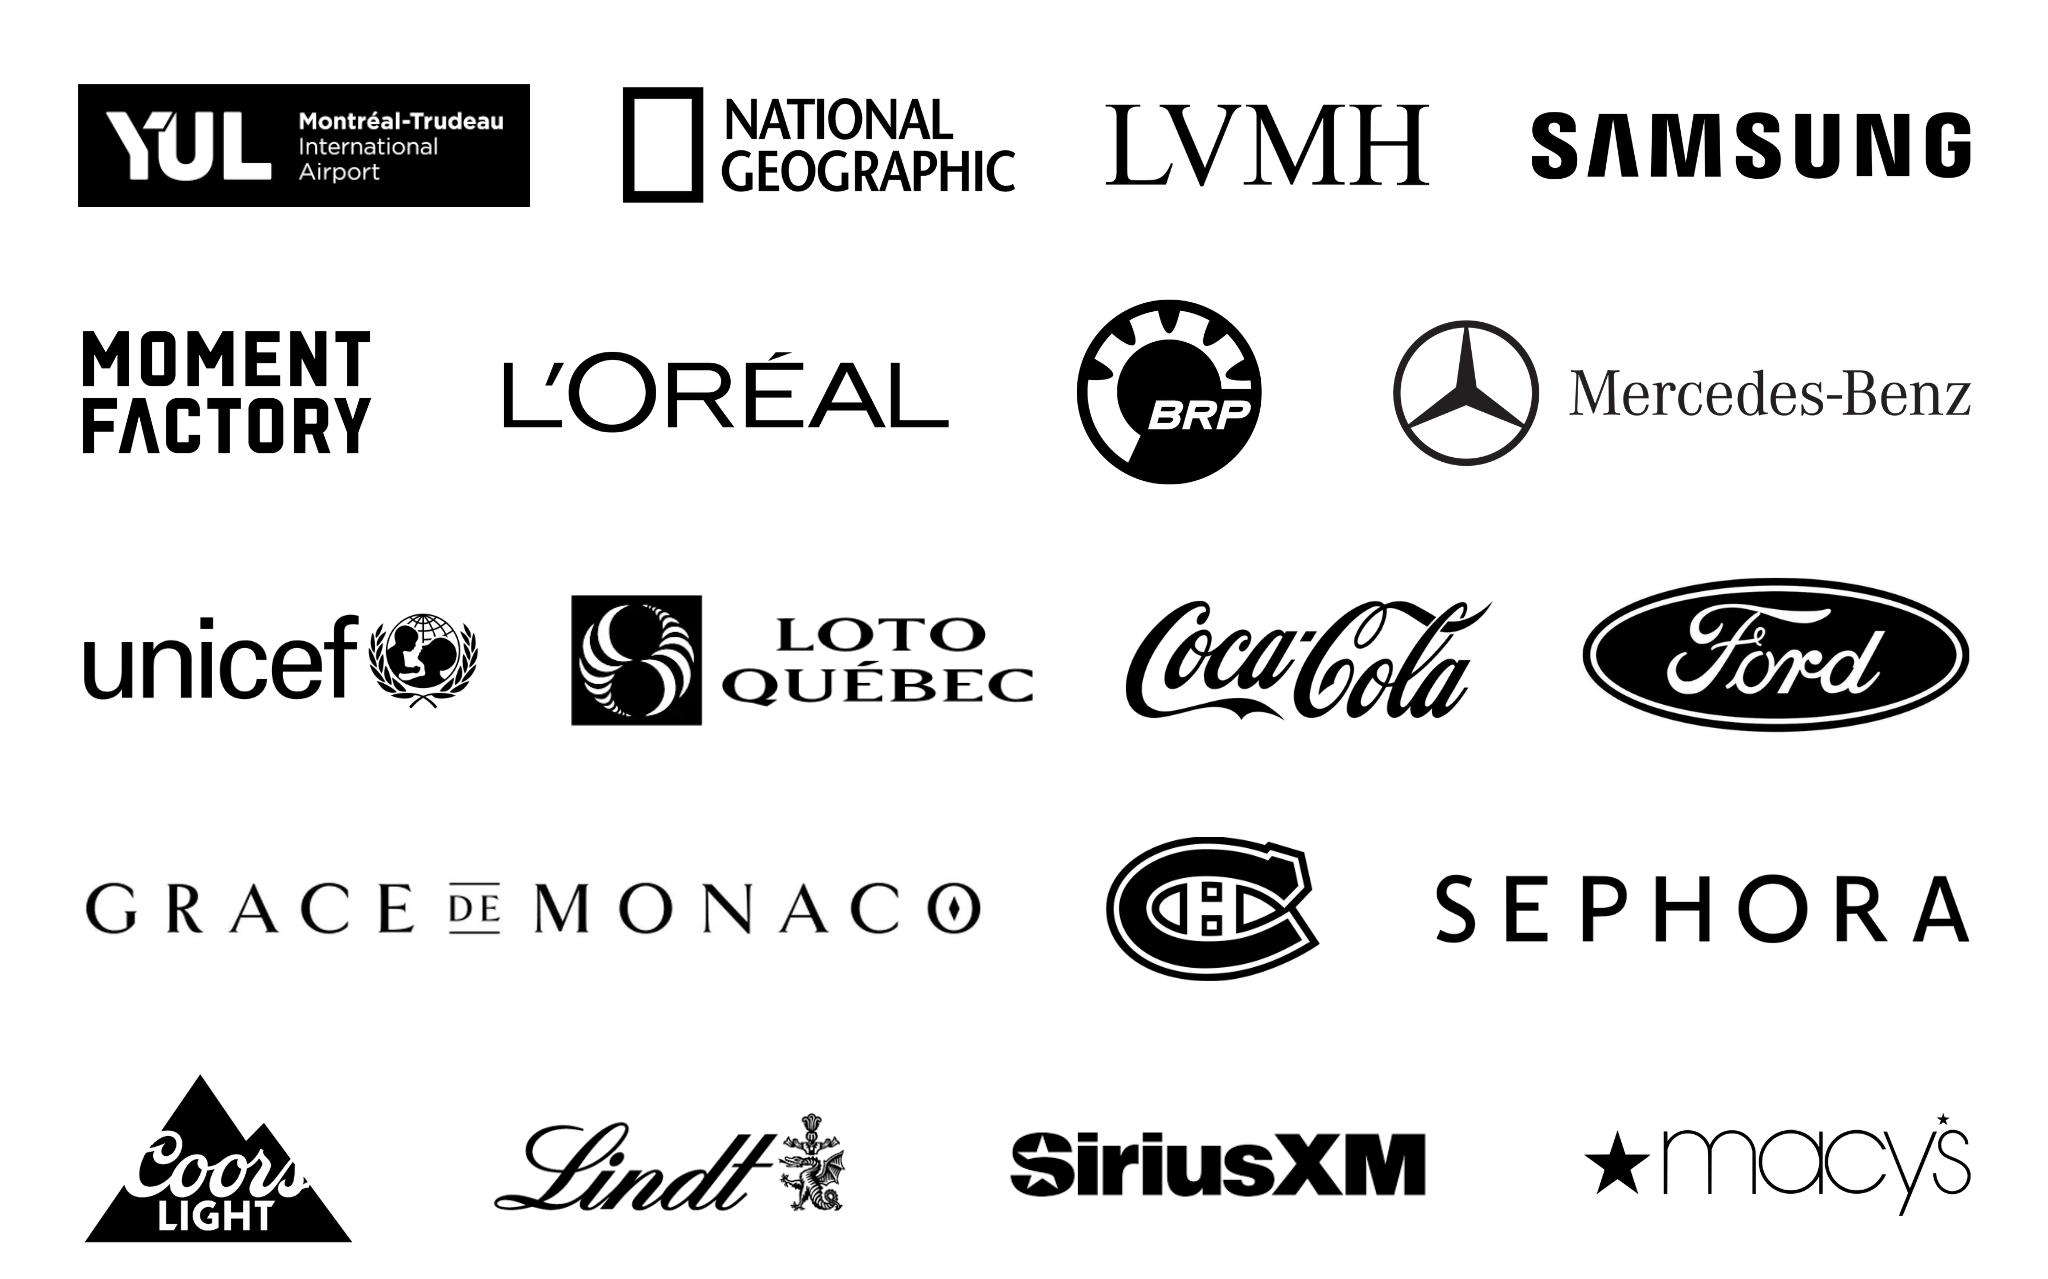 YUL
Montréal-Trudeau
International
Airport
NATIONAL
GEOGRAPHIC
LVMH
SAMSUNG
MOMENT
FACTORY
L'ORÉAL
BRP
Mercedes-Benz
unicef
LOTO
QUÉBEC
Coca-Cola
Ford
GRACE DE MONACO
CH
SEPHORA
Coors
LIGHT
Lindt
SiriusXM
macy's